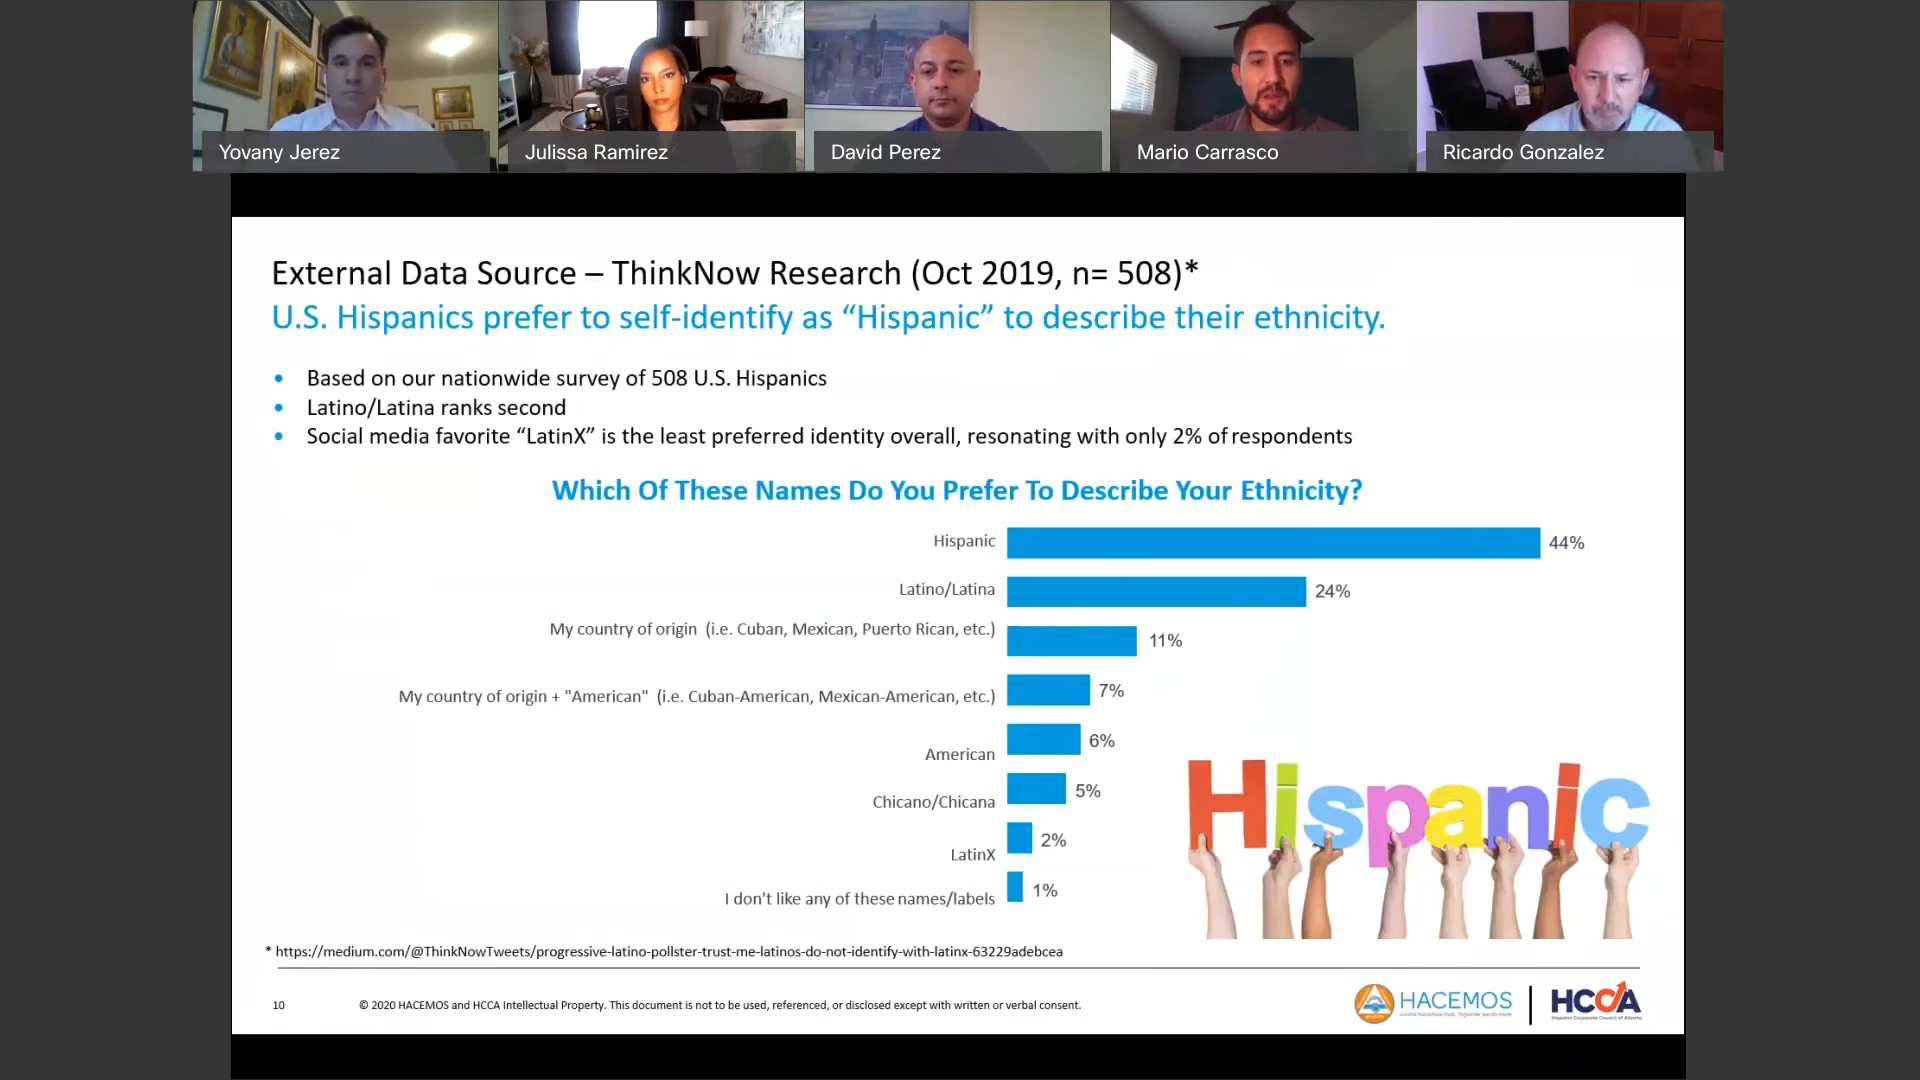 Yovany Jerez
Julissa Ramirez
David Perez
Mario Carrasco
Ricardo Gonzalez
External Data Source – ThinkNow Research (Oct 2019, n= 508)*
U.S. Hispanics prefer to self-identify as “Hispanic” to describe their ethnicity.
• Based on our nationwide survey of 508 U.S. Hispanics
• Latino/Latina ranks second
• Social media favorite “LatinX” is the least preferred identity overall, resonating with only 2% of respondents
Which Of These Names Do You Prefer To Describe Your Ethnicity?
Hispanic 44%
Latino/Latina 24%
My country of origin (i.e. Cuban, Mexican, Puerto Rican, etc.) 11%
My country of origin + "American" (i.e. Cuban-American, Mexican-American, etc.) 7%
American 6%
Chicano/Chicana 5%
LatinX 2%
I don't like any of these names/labels 1%
Hispanic
* https://medium.com/@ThinkNowTweets/progressive-latino-pollster-trust-me-latinos-do-not-identify-with-latinx-63229adebcea
10 © 2020 HACEMOS and HCCA Intellectual Property. This document is not to be used, referenced, or disclosed except with written or verbal consent.
HACEMOS
HCCA
Hispanic Corporate Council of Atlanta